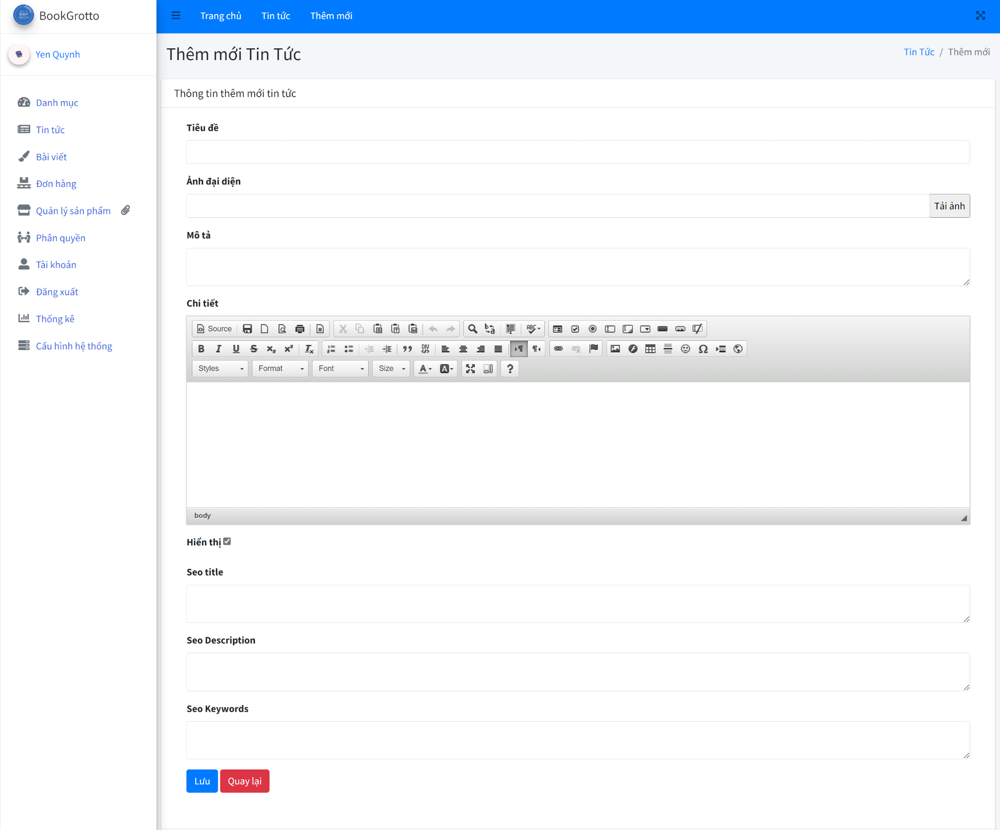 BookGrotto
Trang chủ Tin tức Thêm mới
Yen Quynh
Thêm mới Tin Tức
Tin Tức / Thêm mới
Danh mục
Tin tức
Bài viết
Đơn hàng
Quản lý sản phẩm
Phân quyền
Tài khoản
Đăng xuất
Thống kê
Cấu hình hệ thống
Thông tin thêm mới tin tức
Tiêu đề
Ảnh đại diện
Tải ảnh
Mô tả
Chi tiết
Source
Styles Format Font Size
body
Hiển thị
Seo title
Seo Description
Seo Keywords
Lưu Quay lại